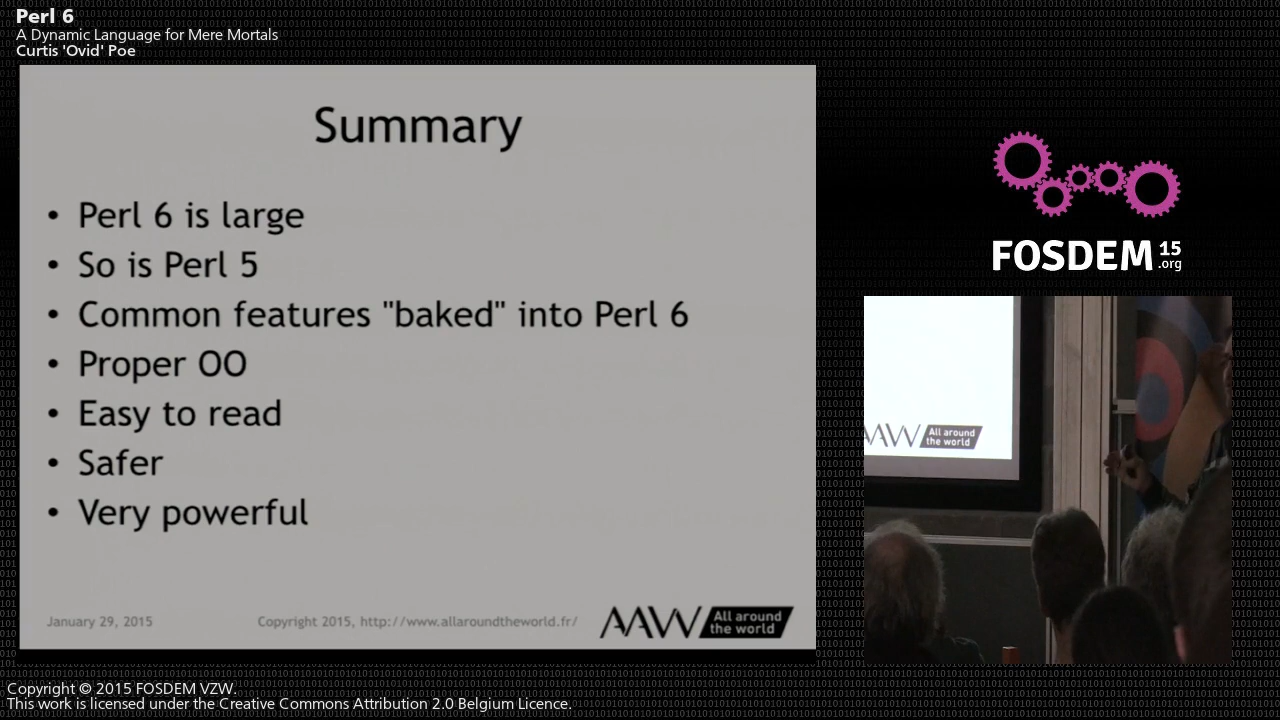 Perl 6
A Dynamic Language for Mere Mortals
Curtis 'Ovid' Poe
Summary
• Perl 6 is large
• So is Perl 5
• Common features "baked" into Perl 6
• Proper OO
• Easy to read
• Safer
• Very powerful
January 29, 2015
Copyright 2015, http://www.allaroundtheworld.fr/
AAW All around
the world
FOSDEM 15
.org
AAW All around
the world
Copyright © 2015 FOSDEM VZW.
This work is licensed under the Creative Commons Attribution 2.0 Belgium Licence.